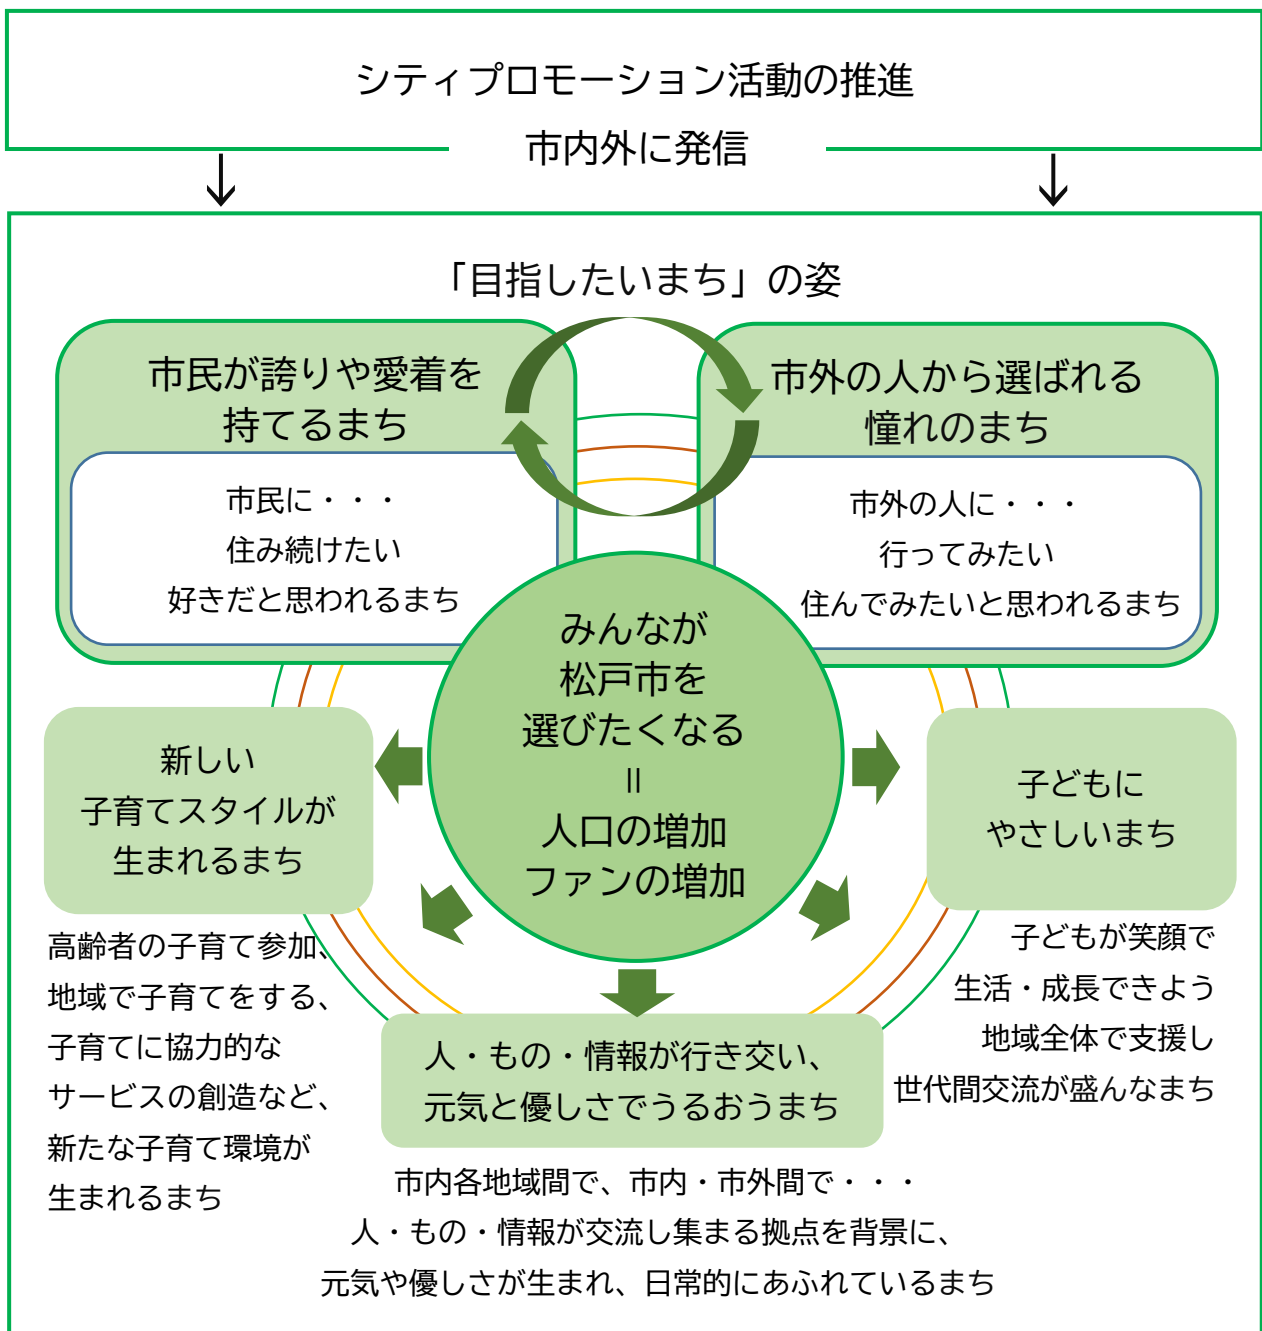 シティプロモーション活動の推進
市内外に発信
「目指したいまち」の姿
市民が誇りや愛着を
持てるまち
市民に・・・
住み続けたい
好きだと思われるまち
市外の人から選ばれる
憧れのまち
市外の人に・・・
行ってみたい
住んでみたいと思われるまち
みんなが
松戸市を
選びたくなる
＝
人口の増加
ファンの増加
新しい
子育てスタイルが
生まれるまち
高齢者の子育て参加、
地域で子育てをする、
子育てに協力的な
サービスの創造など、
新たな子育て環境が
生まれるまち
子どもに
やさしいまち
子どもが笑顔で
生活・成長できよう
地域全体で支援し
世代間交流が盛んなまち
人・もの・情報が行き交い、
元気と優しさでうるおうまち
市内各地域間で、市内・市外間で・・・
人・もの・情報が交流し集まる拠点を背景に、
元気や優しさが生まれ、日常的にあふれているまち